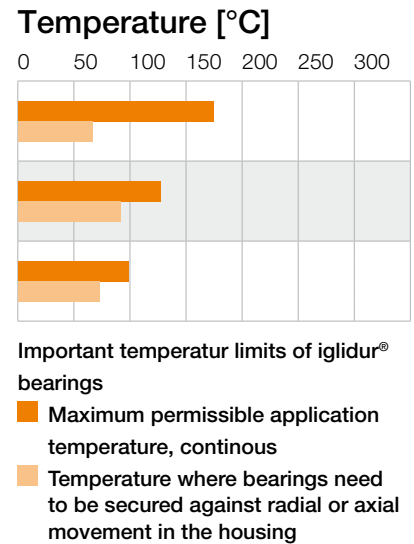 Temperature [°C]
0 50 100 150 200 250 300
Important temperatur limits of iglidur®
bearings
Maximum permissible application
temperature, continous
Temperature where bearings need
to be secured against radial or axial
movement in the housing